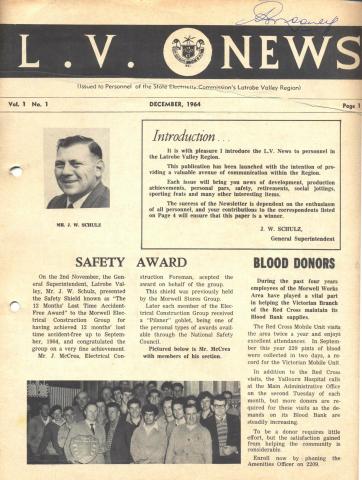 L. V. NEWS
(Issued to Personnel of the State Electricity Commission's Latrobe Valley Region)
Vol. 1 No. 1
DECEMBER, 1964
Page 1
MR. J. W. SCHULZ
Introduction . . .
It is with pleasure I introduce the L.V. News to personnel in
the Latrobe Valley Region.
This publication has been launched with the intention of pro-
viding a valuable avenue of communication within the Region.
Each issue will bring you news of development, production
achievements, personal pars, safety, retirements, social jottings,
sporting feats and many other interesting items.
The success of the Newsletter is dependent on the enthusiasm
of all personnel, and your contributions to the correspondents listed
on Page 4 will ensure that this paper is a winner.
J. W. SCHULZ,
General Superintendent
SAFETY AWARD
On the 2nd November, the Gen-
eral Superintendent, Latrobe Val-
ley, Mr. J. W. Schulz, presented
the Safety Shield known as "The
12 Months' Lost Time Accident-
Free Award" to the Morwell Elec-
trical Construction Group for
having achieved 12 months' lost
time accident-free up to Septem-
ber, 1964, and congratulated the
group on a very fine achievement.
Mr. J. McCrea, Electrical Con-
struction Foreman, acepted the
award on behalf of the group.
This shield was previously held
by the Morwell Stores Group.
Later each member of the Elec-
trical Construction Group received
a "Pilsner" goblet, being one of
the personal types of awards avail-
able through the National Safety
Council.
Pictured below is Mr. McCrea
with members of his section.
BLOOD DONORS
During the past four years
employees of the Morwell Works
Area have played a vital part
in helping the Victorian Branch
of the Red Cross maintain its
Blood Bank supplies.
The Red Cross Mobile Unit visits
the area twice a year and enjoys
excellent attendances. In Septem-
ber this year 239 pints of blood
were collected in two days, a re-
cord for the Victorian Mobile Unit.
In addition to the Red Cross
visits, the Yallourn Hospital calls
at the Main Administrative Office
on the second Tuesday of each
month, but more donors are re-
quired for these visits as the de-
mands on its Blood Bank are
steadily increasing.
To be a donor requires little
effort, but the satisfaction gained
from helping the community is
considerable.
Enroll now by phoning the
Amenities Officer on 2209.